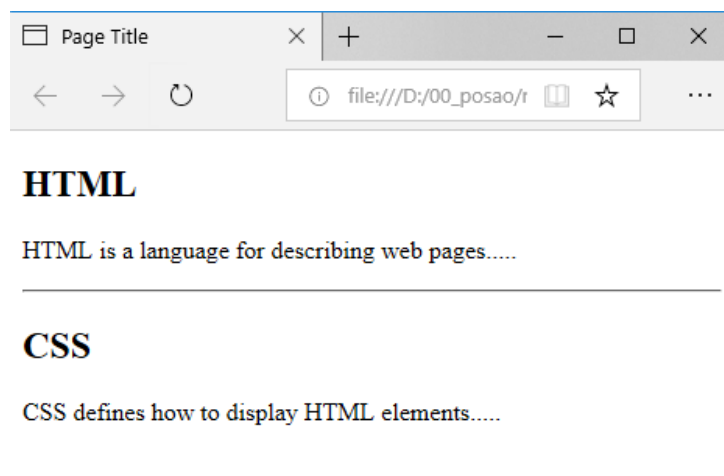 Page Title
file:///D:/00_posao/r
HTML
HTML is a language for describing web pages.....
CSS
CSS defines how to display HTML elements.....